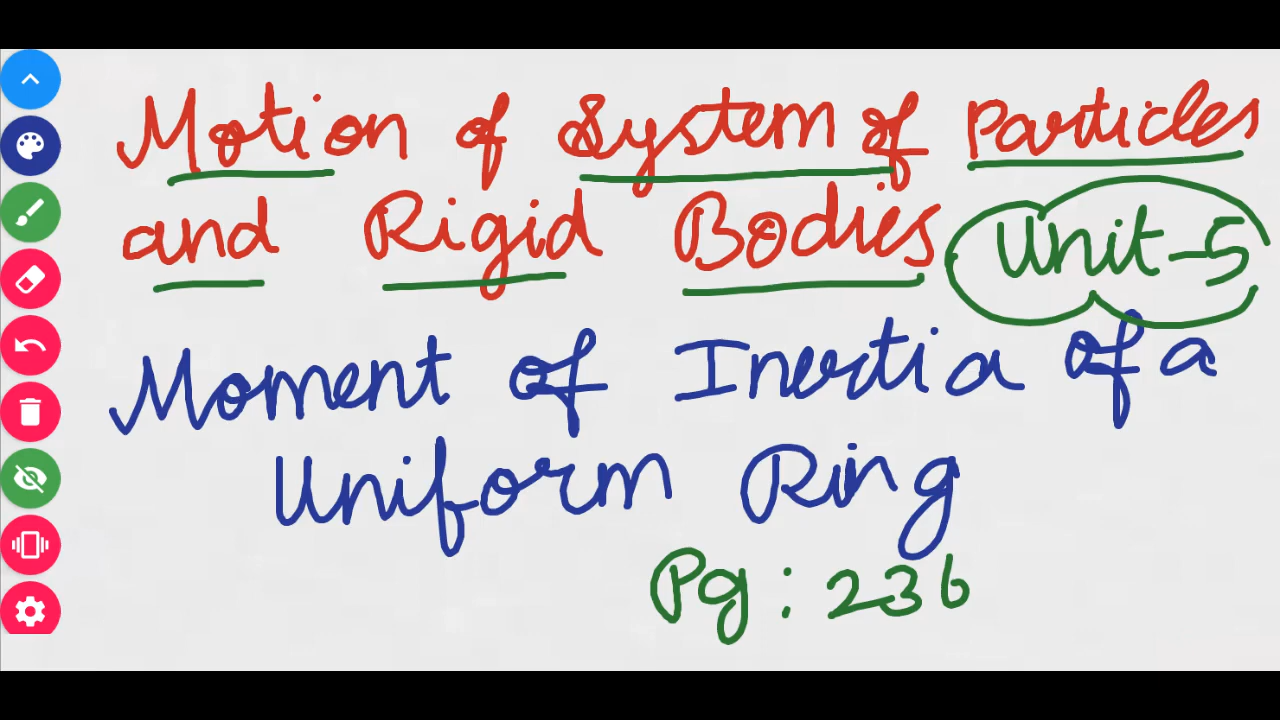 Motion of System of Particles
and Rigid Bodies Unit-5
Moment of Inertia of a
Uniform Ring
Pg: 236